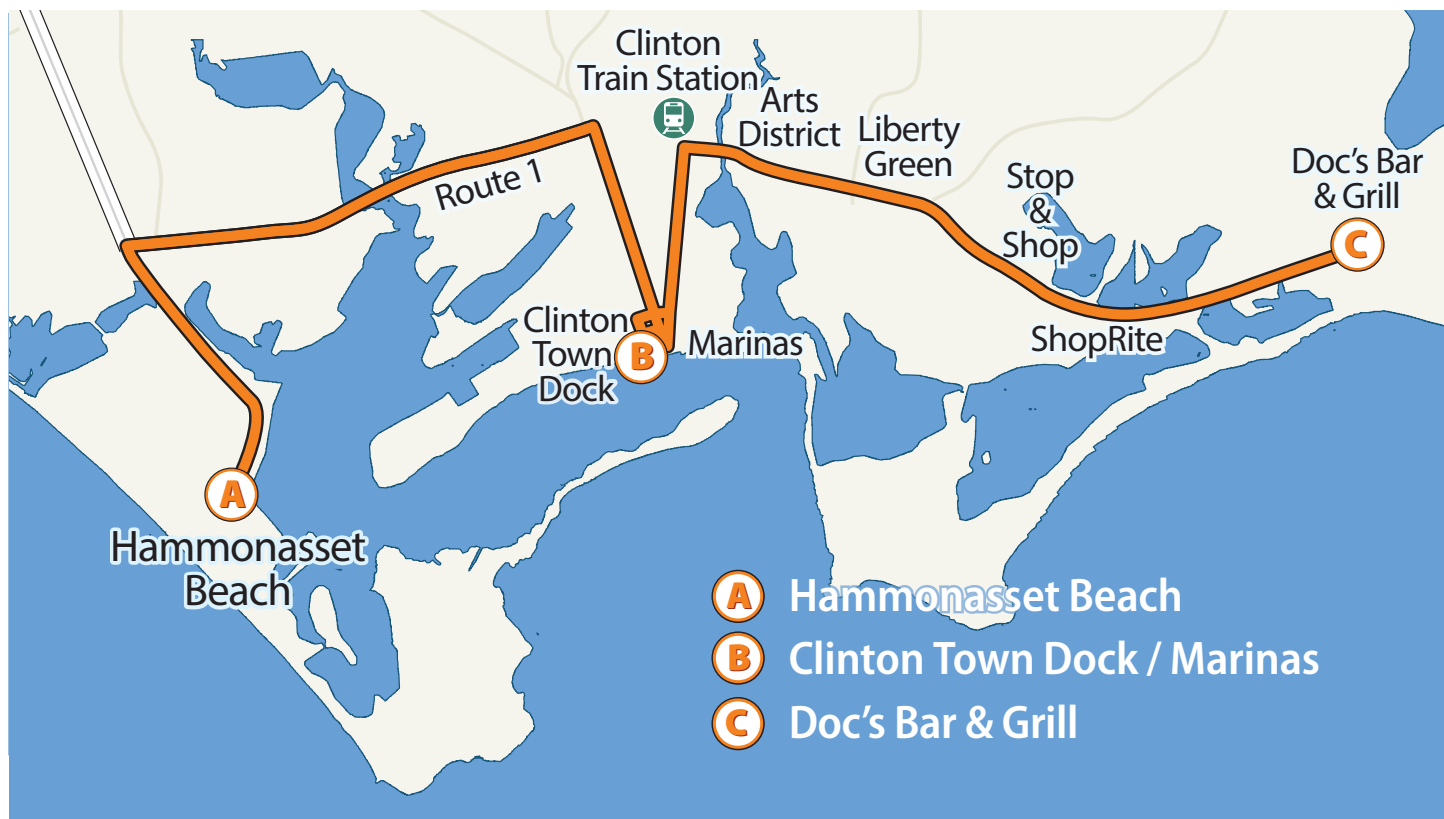 Clinton
Train Station
Arts
District
Liberty
Green
Stop
&
Shop
Doc's Bar
& Grill
C
Route 1
Clinton
Town
Dock
B
Marinas
ShopRite
A
Hammonasset
Beach
A Hammonasset Beach
B Clinton Town Dock / Marinas
C Doc's Bar & Grill